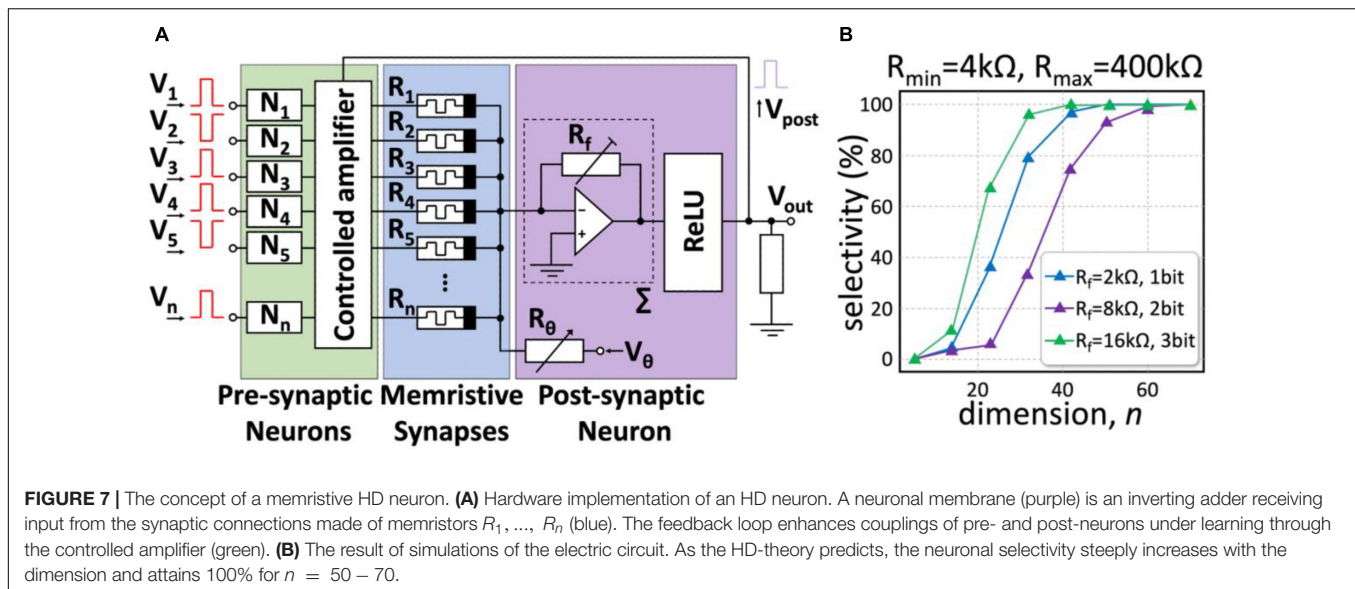 A
V1
V2
V3
V4
V5
Vn
N1
N2
N3
N4
N5
Nn
Controlled amplifier
R1
R2
R3
R4
R5
⋮
Rn
Rθ
Vθ
Rf
−
+
Σ
ReLU
Vpost
Vout
Pre-synaptic
Neurons
Memristive
Synapses
Post-synaptic
Neuron
B
Rmin=4kΩ, Rmax=400kΩ
selectivity (%)
100
80
60
40
20
0
Rf=2kΩ, 1bit
Rf=8kΩ, 2bit
Rf=16kΩ, 3bit
20 40 60
dimension, n
FIGURE 7 | The concept of a memristive HD neuron. (A) Hardware implementation of an HD neuron. A neuronal membrane (purple) is an inverting adder receiving
input from the synaptic connections made of memristors R1, ..., Rn (blue). The feedback loop enhances couplings of pre- and post-neurons under learning through
the controlled amplifier (green). (B) The result of simulations of the electric circuit. As the HD-theory predicts, the neuronal selectivity steeply increases with the
dimension and attains 100% for n = 50 − 70.